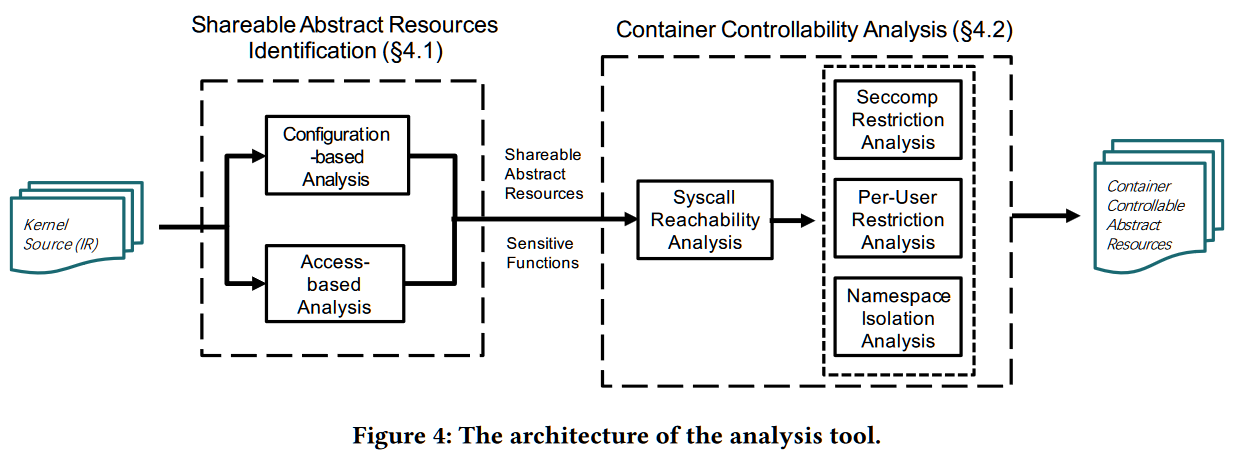 Shareable Abstract Resources
Identification (§4.1)
Container Controllability Analysis (§4.2)
Kernel
Source (IR)
Configuration
-based
Analysis
Access-
based
Analysis
Shareable
Abstract
Resources
Sensitive
Functions
Syscall
Reachability
Analysis
Seccomp
Restriction
Analysis
Per-User
Restriction
Analysis
Namespace
Isolation
Analysis
Container
Controllable
Abstract
Resources
Figure 4: The architecture of the analysis tool.